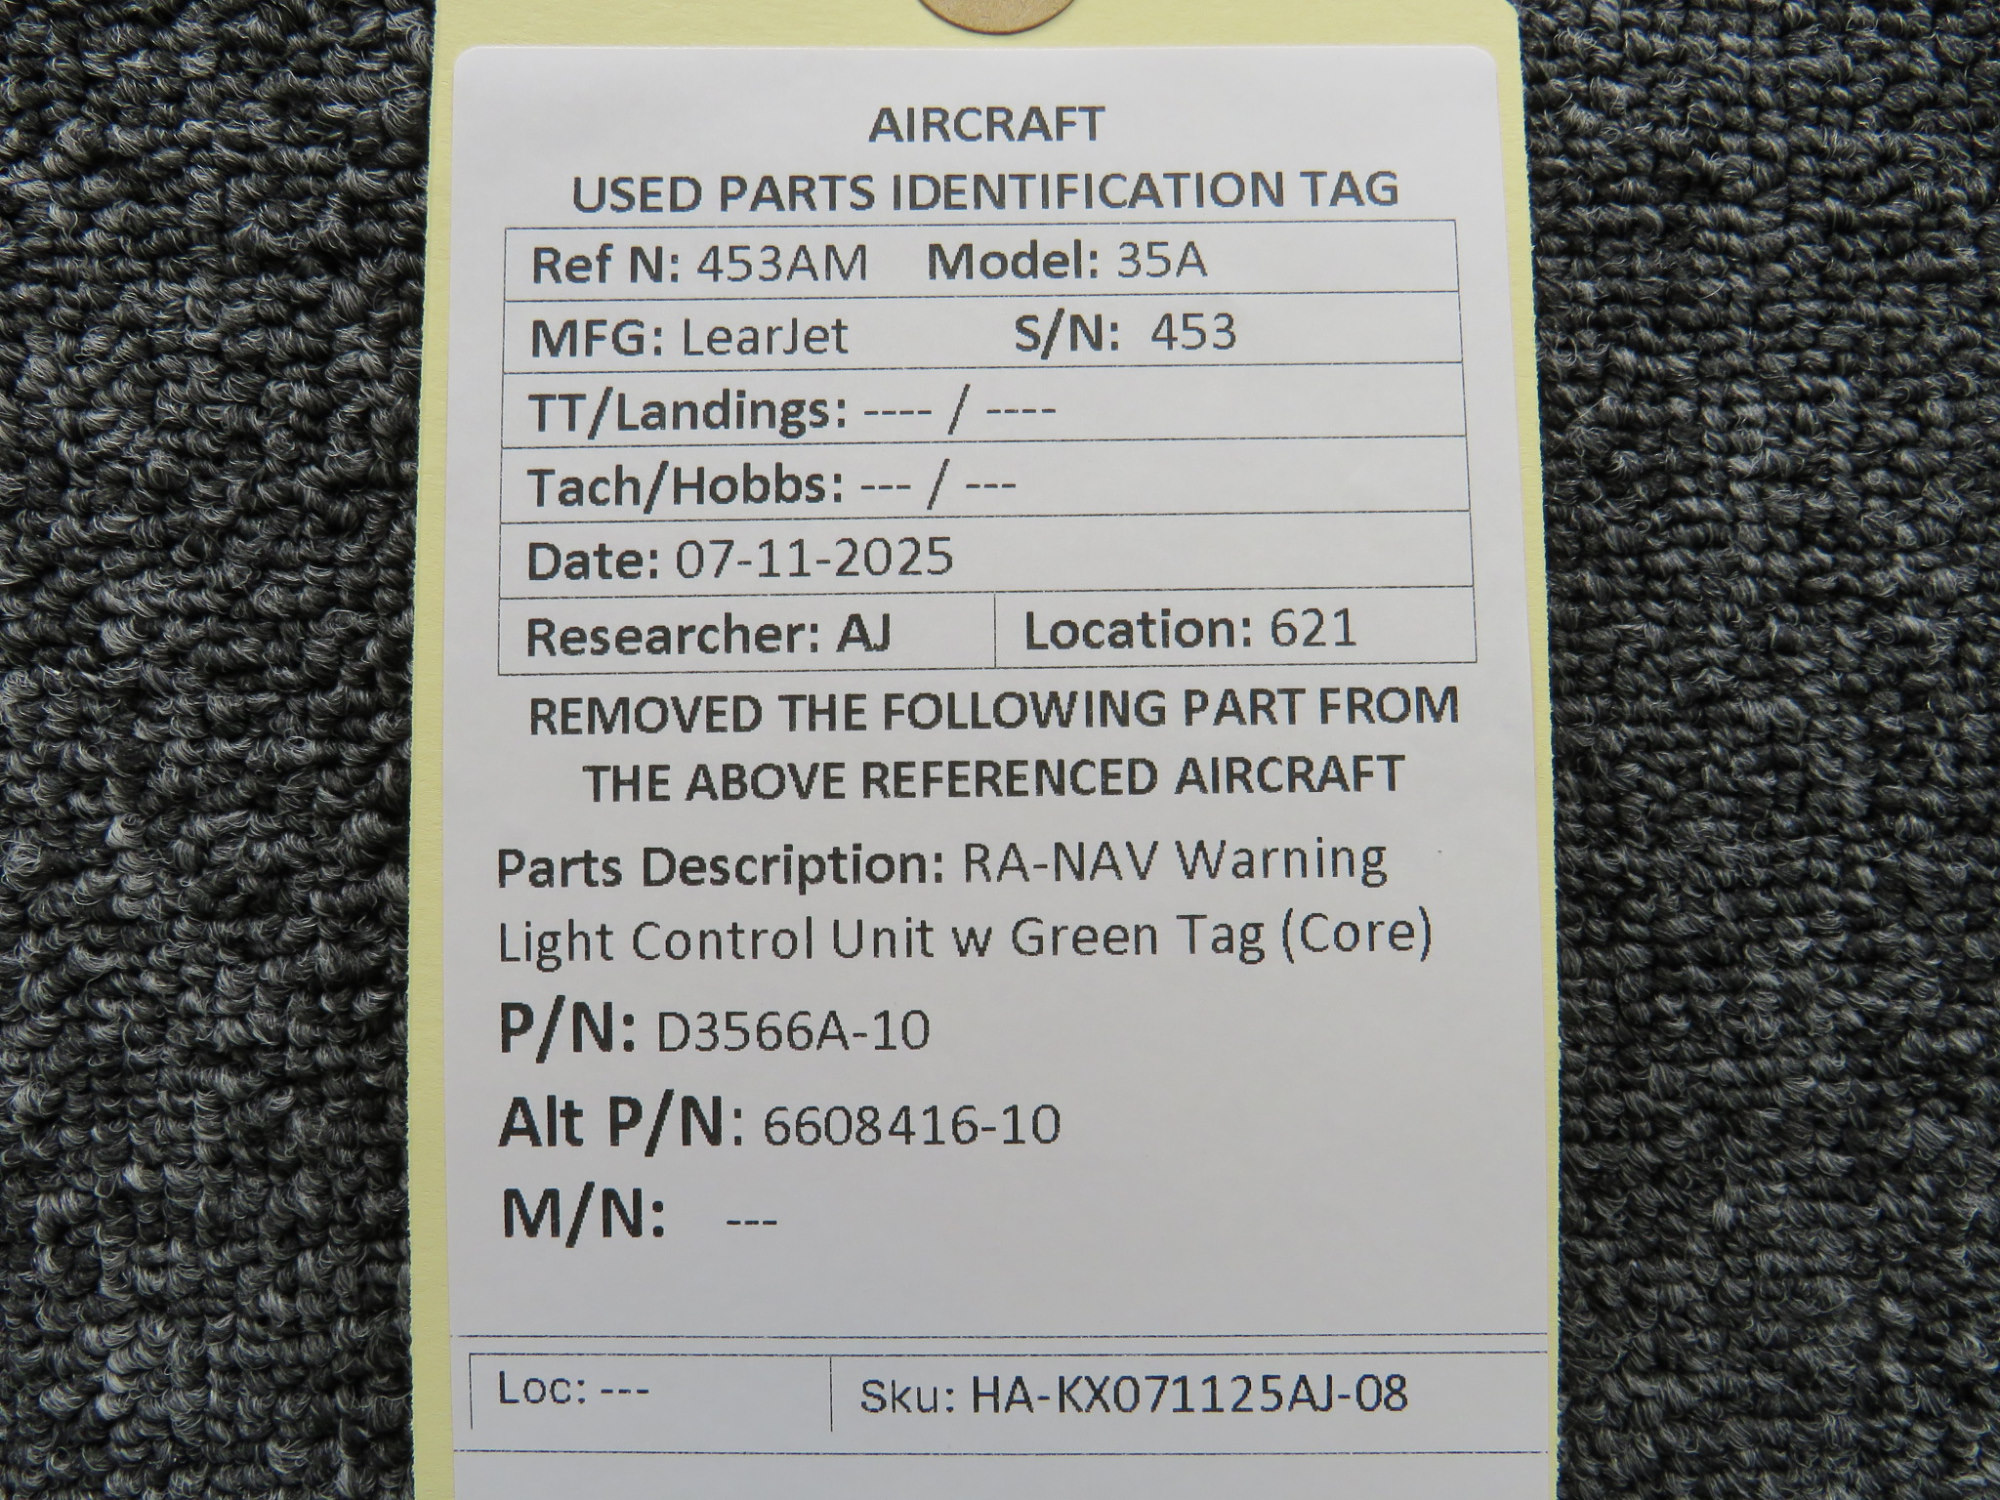 AIRCRAFT
USED PARTS IDENTIFICATION TAG
Ref N: 453AM Model: 35A
MFG: LearJet S/N: 453
TT/Landings: ---- / ----
Tach/Hobbs: --- / ---
Date: 07-11-2025
Researcher: AJ Location: 621
REMOVED THE FOLLOWING PART FROM
THE ABOVE REFERENCED AIRCRAFT
Parts Description: RA-NAV Warning
Light Control Unit w Green Tag (Core)
P/N: D3566A-10
Alt P/N: 6608416-10
M/N: ---
Loc: --- Sku: HA-KX071125AJ-08